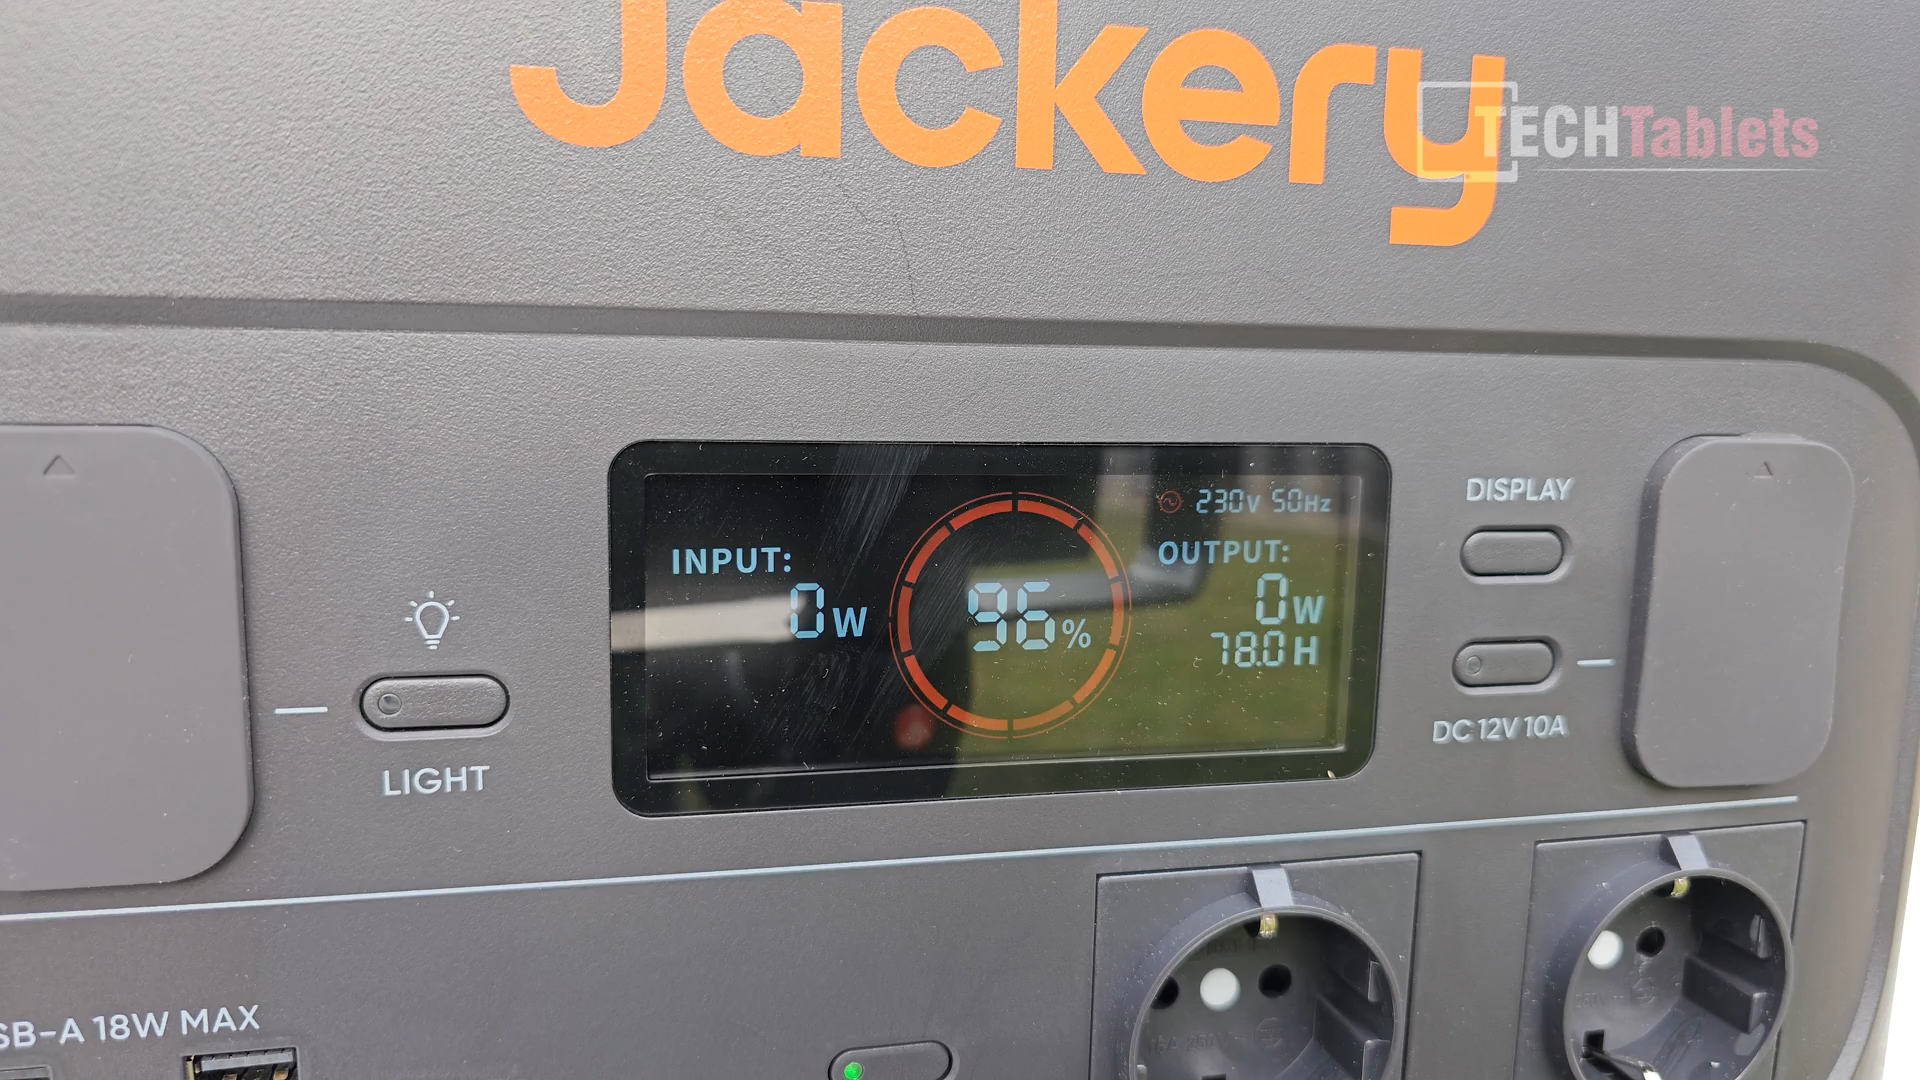 Jackery
TECHTablets
230V 50Hz
INPUT:
0W
96%
OUTPUT:
0W
78.0H
DISPLAY
DC 12V 10A
LIGHT
SB-A 18W MAX